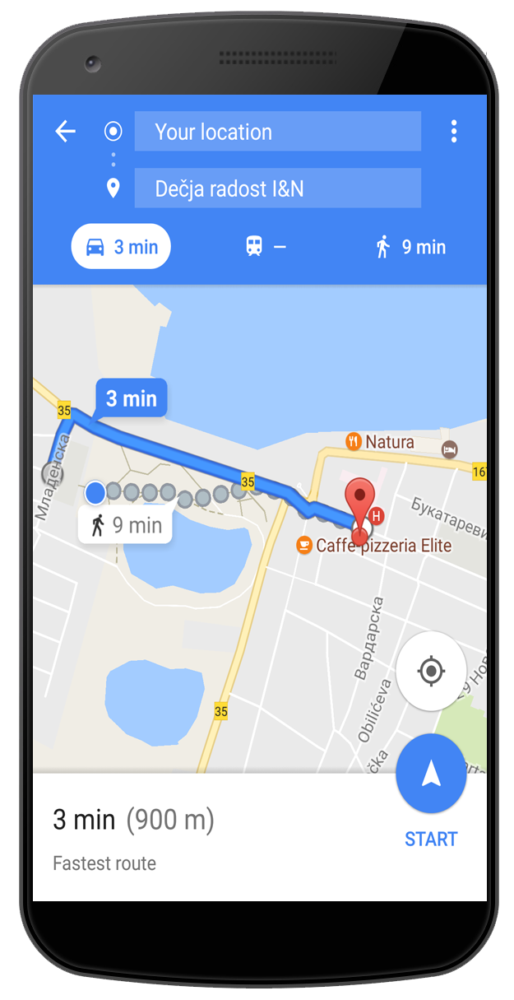 Your location
Dečja radost I&N
3 min
–
9 min
35
3 min
Младенска
9 min
35
Natura
16
H
Caffe pizzeria Elite
Вардарска
Obilićeva
35
3 min (900 m)
Fastest route
START